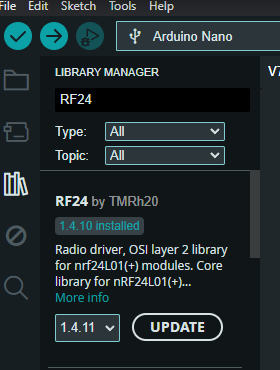 File Edit Sketch Tools Help
Arduino Nano
LIBRARY MANAGER
RF24
Type: All
Topic: All
RF24 by TMRh20
1.4.10 installed
Radio driver, OSI layer 2 library
for nrf24L01(+) modules. Core
library for nRF24L01(+)...
More info
1.4.11 UPDATE